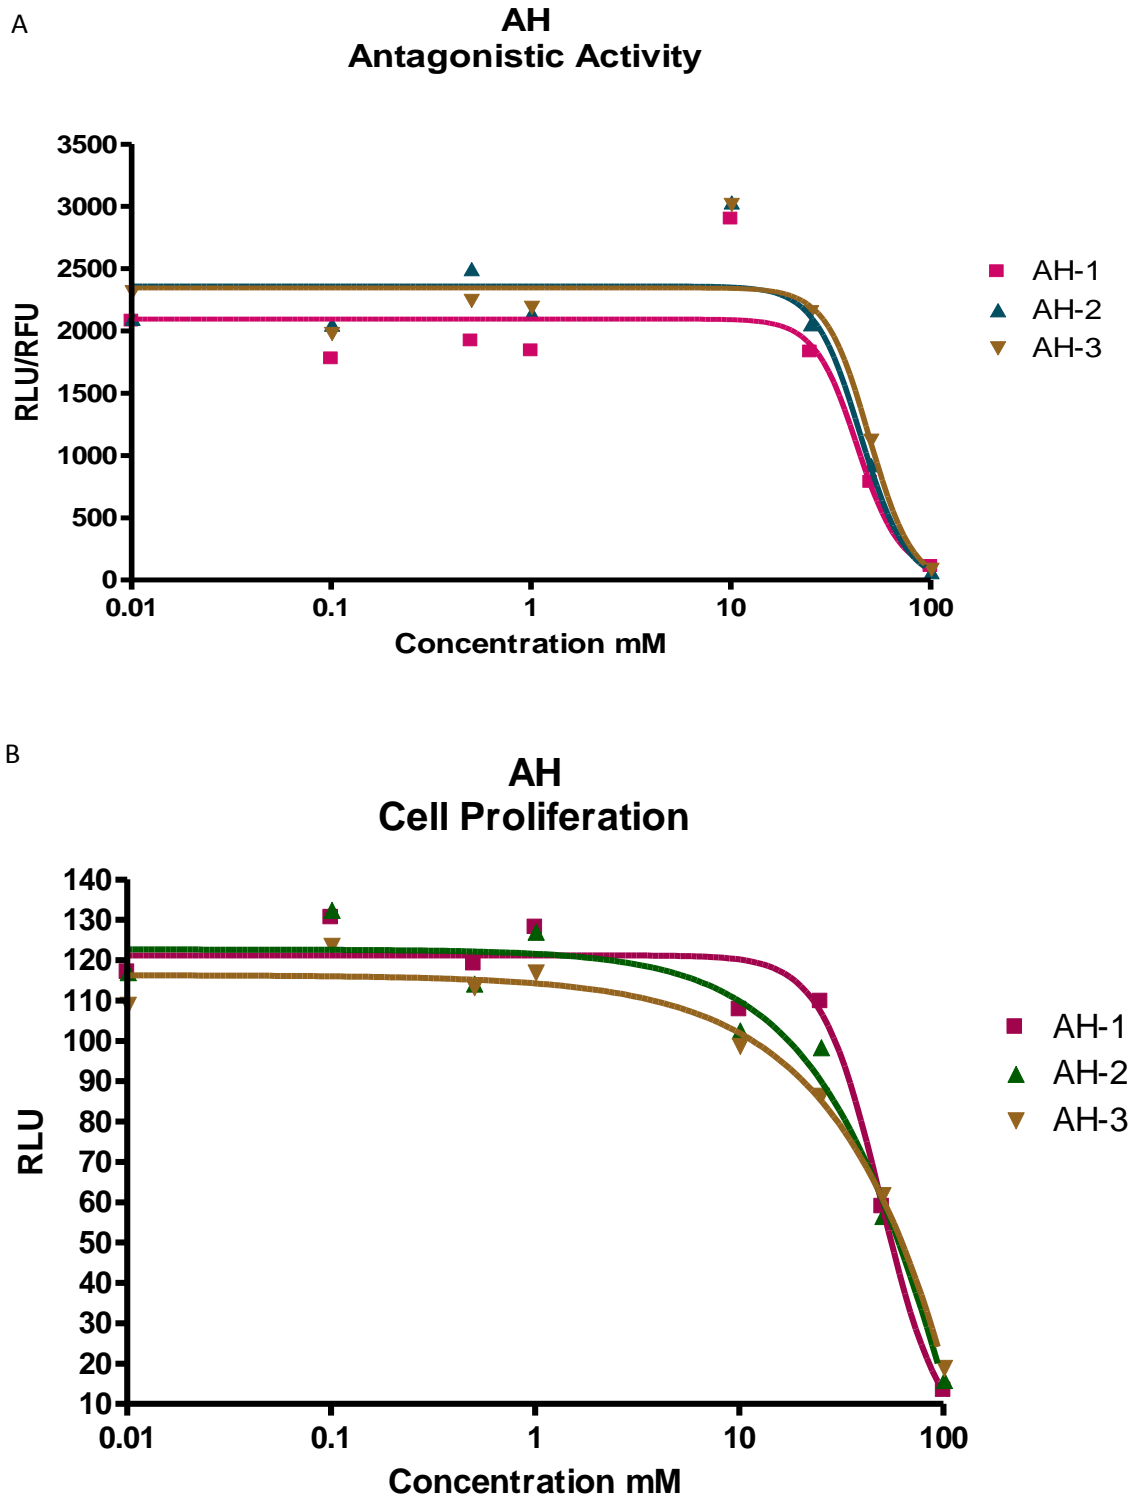 A
AH
Antagonistic Activity
3500
3000
2500
2000
1500
1000
500
0
RLU/RFU
0.01 0.1 1 10 100
Concentration mM
AH-1
AH-2
AH-3
B
AH
Cell Proliferation
140
130
120
110
100
90
80
70
60
50
40
30
20
10
RLU
0.01 0.1 1 10 100
Concentration mM
AH-1
AH-2
AH-3